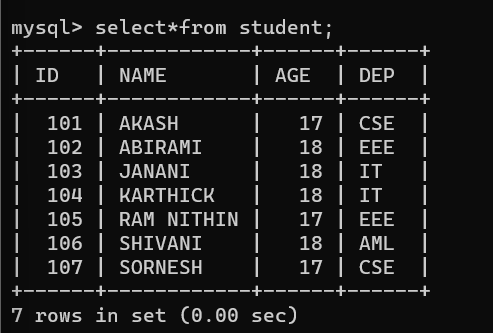 mysql> select*from student;
+------+------------+------+------+
| ID   | NAME       | AGE  | DEP  |
+------+------------+------+------+
|  101 | AKASH      |   17 | CSE  |
|  102 | ABIRAMI    |   18 | EEE  |
|  103 | JANANI     |   18 | IT   |
|  104 | KARTHICK   |   18 | IT   |
|  105 | RAM NITHIN |   17 | EEE  |
|  106 | SHIVANI    |   18 | AML  |
|  107 | SORNESH    |   17 | CSE  |
+------+------------+------+------+
7 rows in set (0.00 sec)